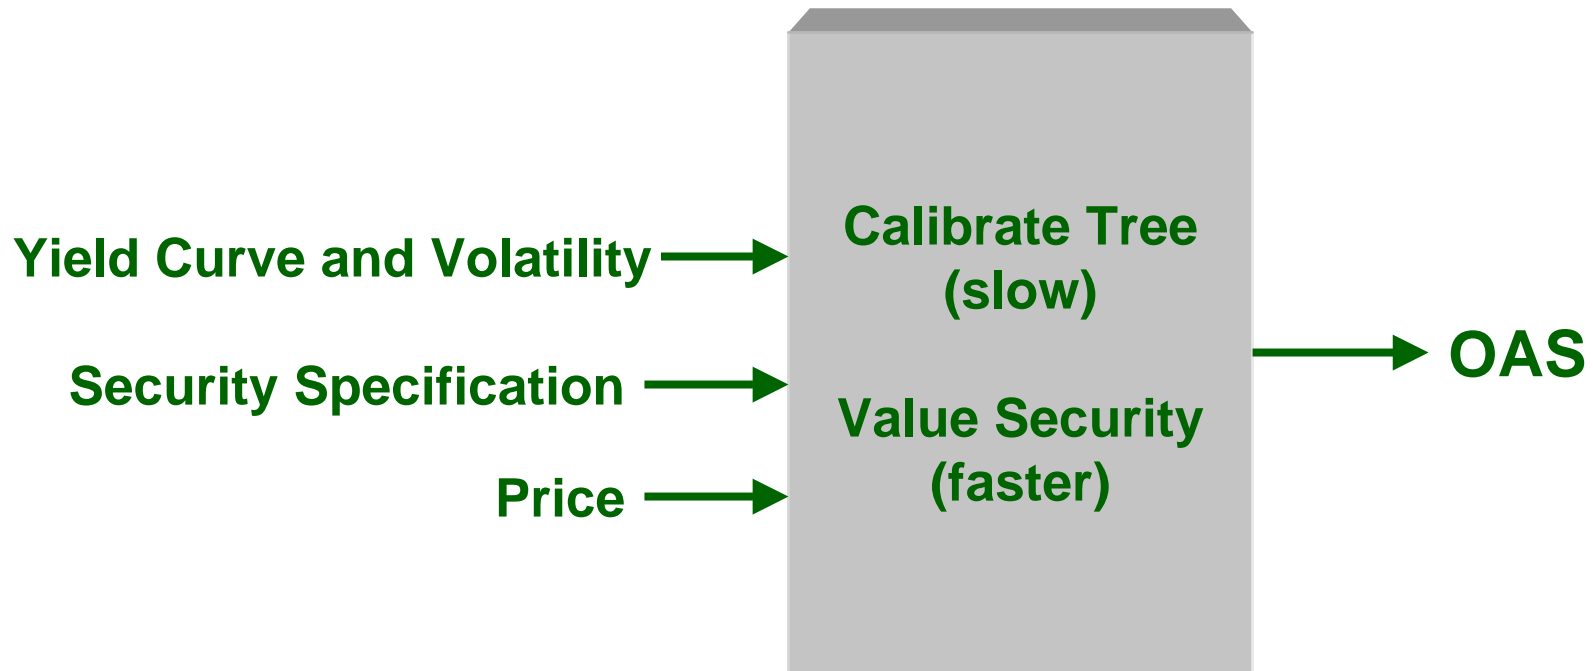 Yield Curve and Volatility
Security Specification
Price
Calibrate Tree
(slow)
Value Security
(faster)
OAS